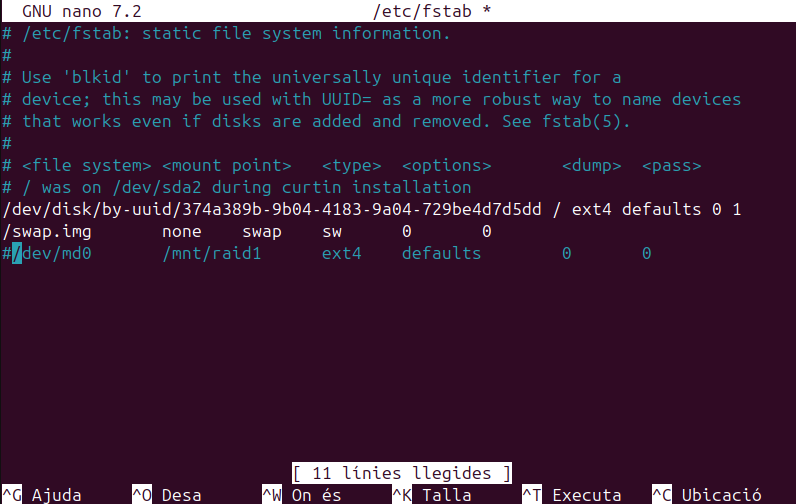 GNU nano 7.2 /etc/fstab *
# /etc/fstab: static file system information.
#
# Use 'blkid' to print the universally unique identifier for a
# device; this may be used with UUID= as a more robust way to name devices
# that works even if disks are added and removed. See fstab(5).
#
# <file system> <mount point>   <type>  <options>       <dump>  <pass>
# / was on /dev/sda2 during curtin installation
/dev/disk/by-uuid/374a389b-9b04-4183-9a04-729be4d7d5dd / ext4 defaults 0 1
/swap.img       none    swap    sw      0       0
#/dev/md0       /mnt/raid1      ext4    defaults        0       0
[ 11 línies llegides ]
^G Ajuda     ^O Desa      ^W On és     ^K Talla     ^T Executa   ^C Ubicació